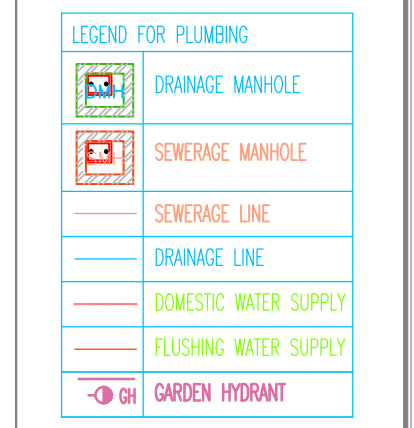 LEGEND FOR PLUMBING
DMH DRAINAGE MANHOLE
SMH SEWERAGE MANHOLE
SEWERAGE LINE
DRAINAGE LINE
DOMESTIC WATER SUPPLY
FLUSHING WATER SUPPLY
GH GARDEN HYDRANT